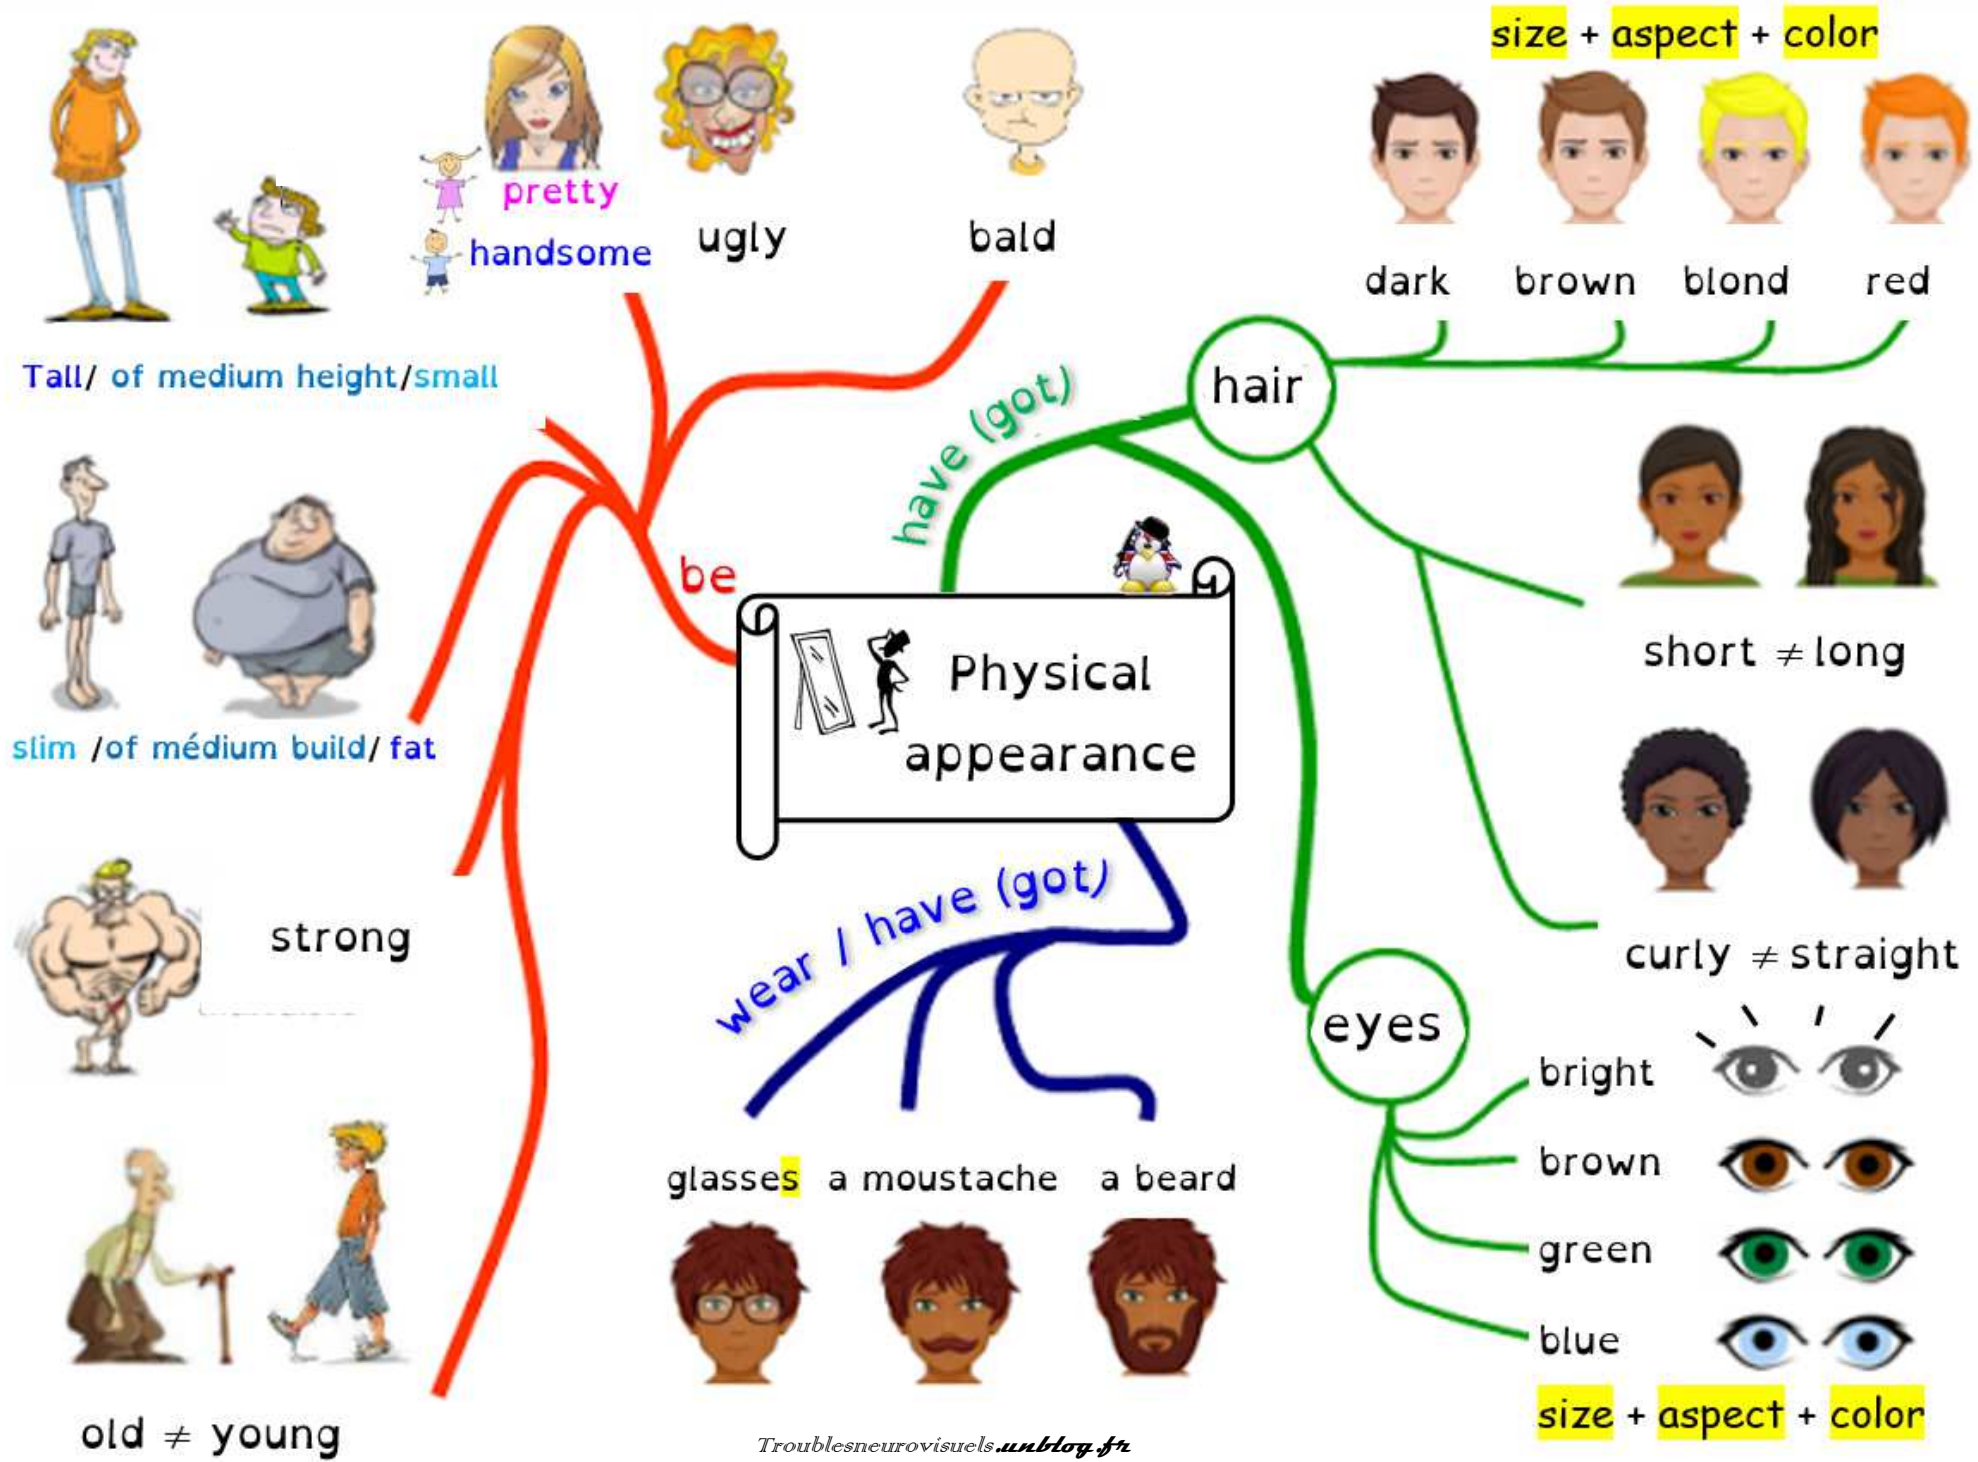 size + aspect + color
pretty
handsome
ugly
bald
dark brown blond red
Tall/ of medium height/small
have (got)
hair
be
short ≠ long
Physical
appearance
slim /of médium build/ fat
strong
wear / have (got)
curly ≠ straight
eyes
bright
brown
green
blue
glasses a moustache a beard
size + aspect + color
old ≠ young
Troublesneurovisuels.unblog.fr